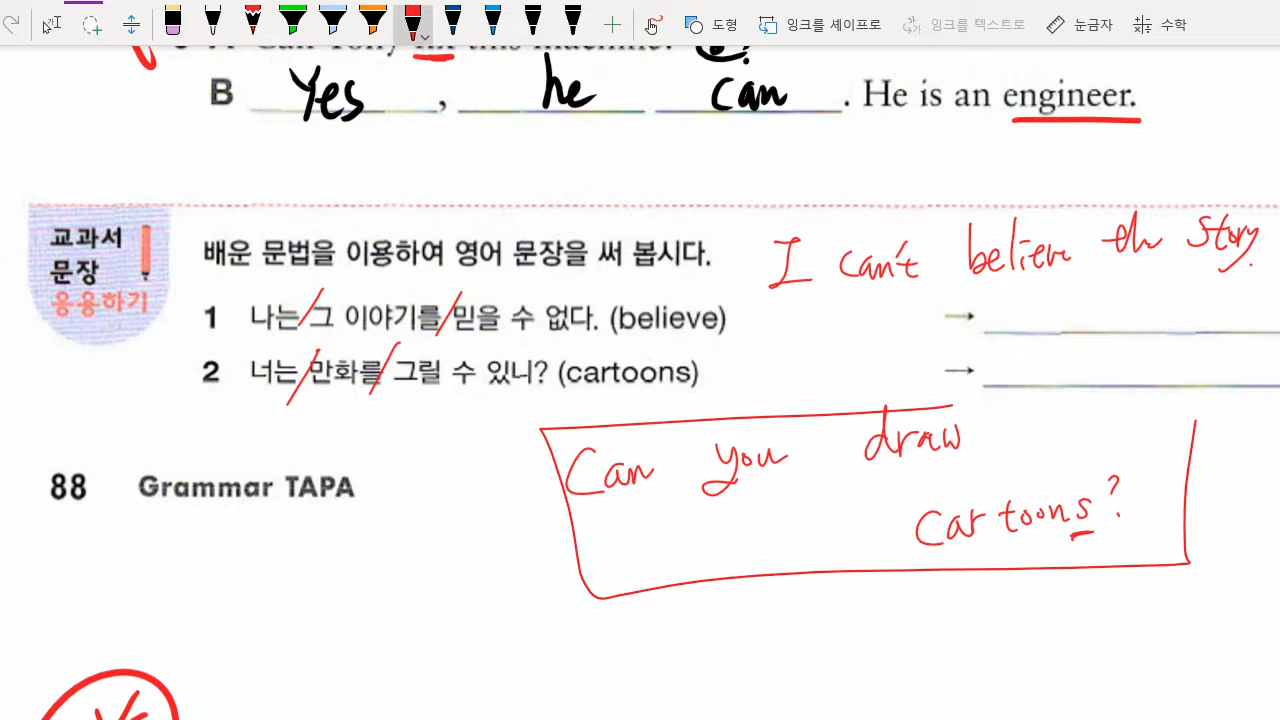 도형 잉크를 셰이프로 잉크를 텍스트로 눈금자 수학
B Yes, he can. He is an engineer.
교과서
문장
응용하기
배운 문법을 이용하여 영어 문장을 써 봅시다.
I can't believe the story.
1 나는 그 이야기를 믿을 수 없다. (believe) →
2 너는 만화를 그릴 수 있니? (cartoons) →
Can you draw
Cartoons?
88 Grammar TAPA